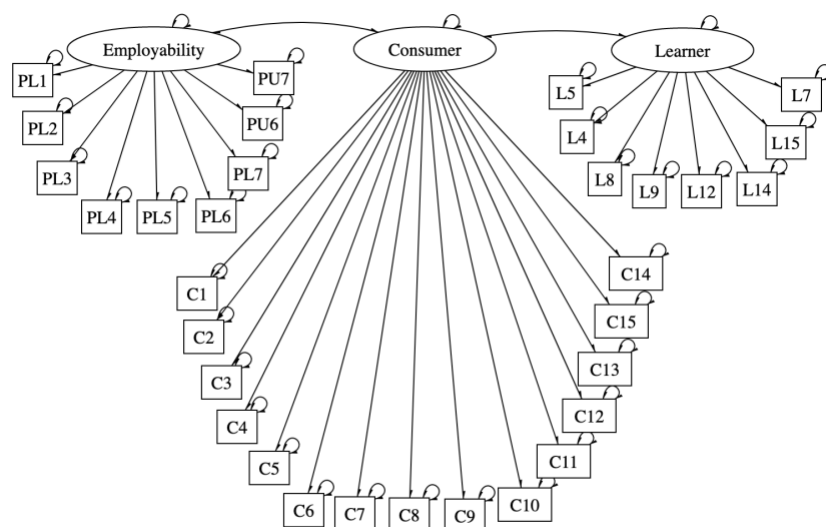 Employability
Consumer
Learner
PL1
PL2
PL3
PL4
PL5
PL6
PL7
PU6
PU7
L5
L4
L8
L9
L12
L14
L15
L7
C1
C2
C3
C4
C5
C6
C7
C8
C9
C10
C11
C12
C13
C15
C14